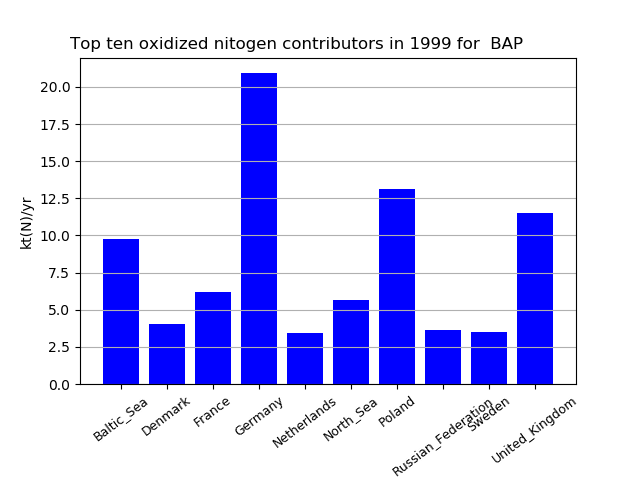 Top ten oxidized nitogen contributors in 1999 for  BAP
kt(N)/yr
20.0
17.5
15.0
12.5
10.0
7.5
5.0
2.5
0.0
Baltic_Sea
Denmark
France
Germany
Netherlands
North_Sea
Poland
Russian_Federation
Sweden
United_Kingdom